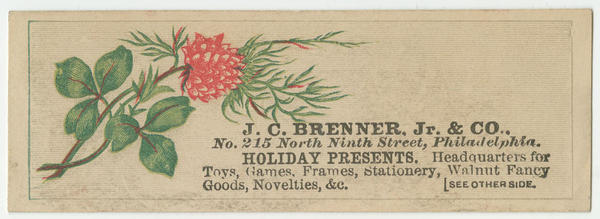 J. C. BRENNER, Jr. & CO.,
No. 215 North Ninth Street, Philadelphia.
HOLIDAY PRESENTS. Headquarters for
Toys, Games, Frames, Stationery, Walnut Fancy
Goods, Novelties, &c. [SEE OTHER SIDE.